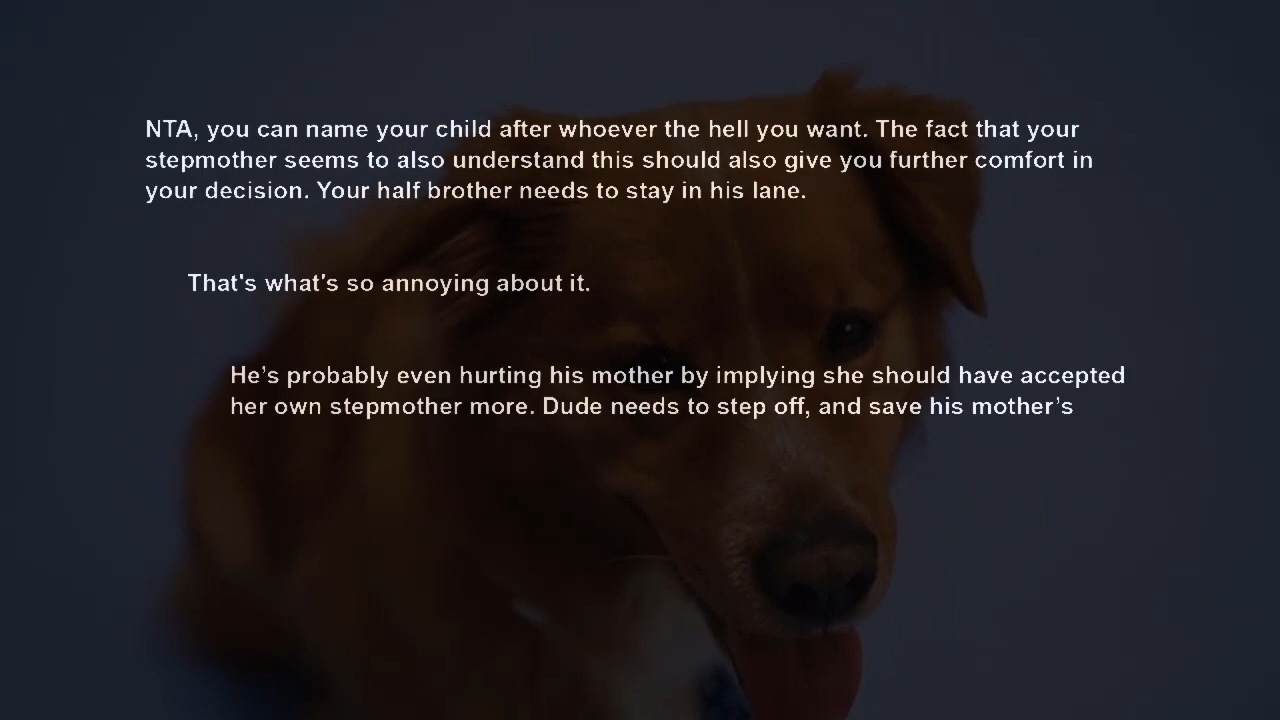 NTA, you can name your child after whoever the hell you want. The fact that your
stepmother seems to also understand this should also give you further comfort in
your decision. Your half brother needs to stay in his lane.
That's what's so annoying about it.
He’s probably even hurting his mother by implying she should have accepted
her own stepmother more. Dude needs to step off, and save his mother’s